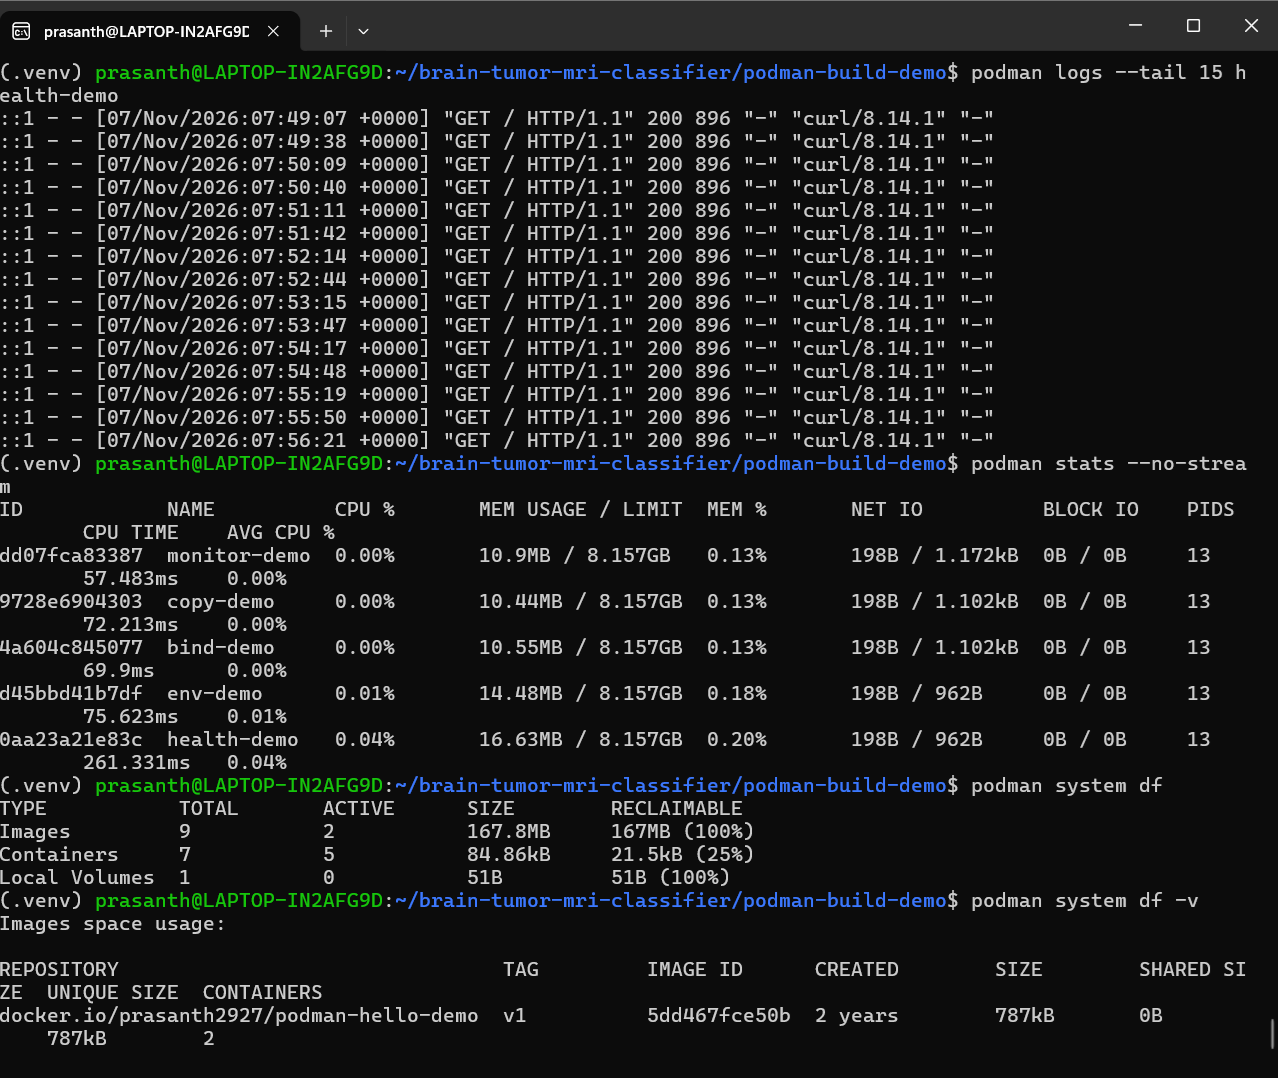 prasanth@LAPTOP-IN2AFG9D
(.venv) prasanth@LAPTOP-IN2AFG9D:~/brain-tumor-mri-classifier/podman-build-demo$ podman logs --tail 15 h
ealth-demo
::1 - - [07/Nov/2026:07:49:07 +0000] "GET / HTTP/1.1" 200 896 "-" "curl/8.14.1" "-"
::1 - - [07/Nov/2026:07:49:38 +0000] "GET / HTTP/1.1" 200 896 "-" "curl/8.14.1" "-"
::1 - - [07/Nov/2026:07:50:09 +0000] "GET / HTTP/1.1" 200 896 "-" "curl/8.14.1" "-"
::1 - - [07/Nov/2026:07:50:40 +0000] "GET / HTTP/1.1" 200 896 "-" "curl/8.14.1" "-"
::1 - - [07/Nov/2026:07:51:11 +0000] "GET / HTTP/1.1" 200 896 "-" "curl/8.14.1" "-"
::1 - - [07/Nov/2026:07:51:42 +0000] "GET / HTTP/1.1" 200 896 "-" "curl/8.14.1" "-"
::1 - - [07/Nov/2026:07:52:14 +0000] "GET / HTTP/1.1" 200 896 "-" "curl/8.14.1" "-"
::1 - - [07/Nov/2026:07:52:44 +0000] "GET / HTTP/1.1" 200 896 "-" "curl/8.14.1" "-"
::1 - - [07/Nov/2026:07:53:15 +0000] "GET / HTTP/1.1" 200 896 "-" "curl/8.14.1" "-"
::1 - - [07/Nov/2026:07:53:47 +0000] "GET / HTTP/1.1" 200 896 "-" "curl/8.14.1" "-"
::1 - - [07/Nov/2026:07:54:17 +0000] "GET / HTTP/1.1" 200 896 "-" "curl/8.14.1" "-"
::1 - - [07/Nov/2026:07:54:48 +0000] "GET / HTTP/1.1" 200 896 "-" "curl/8.14.1" "-"
::1 - - [07/Nov/2026:07:55:19 +0000] "GET / HTTP/1.1" 200 896 "-" "curl/8.14.1" "-"
::1 - - [07/Nov/2026:07:55:50 +0000] "GET / HTTP/1.1" 200 896 "-" "curl/8.14.1" "-"
::1 - - [07/Nov/2026:07:56:21 +0000] "GET / HTTP/1.1" 200 896 "-" "curl/8.14.1" "-"
(.venv) prasanth@LAPTOP-IN2AFG9D:~/brain-tumor-mri-classifier/podman-build-demo$ podman stats --no-strea
m
ID            NAME          CPU %       MEM USAGE / LIMIT  MEM %       NET IO          BLOCK IO    PIDS
       CPU TIME    AVG CPU %
dd07fca83387  monitor-demo  0.00%       10.9MB / 8.157GB   0.13%       198B / 1.172kB  0B / 0B     13
       57.483ms    0.00%
9728e6904303  copy-demo     0.00%       10.44MB / 8.157GB  0.13%       198B / 1.102kB  0B / 0B     13
       72.213ms    0.00%
4a604c845077  bind-demo     0.00%       10.55MB / 8.157GB  0.13%       198B / 1.102kB  0B / 0B     13
       69.9ms      0.00%
d45bbd41b7df  env-demo      0.01%       14.48MB / 8.157GB  0.18%       198B / 962B     0B / 0B     13
       75.623ms    0.01%
0aa23a21e83c  health-demo   0.04%       16.63MB / 8.157GB  0.20%       198B / 962B     0B / 0B     13
       261.331ms   0.04%
(.venv) prasanth@LAPTOP-IN2AFG9D:~/brain-tumor-mri-classifier/podman-build-demo$ podman system df
TYPE           TOTAL       ACTIVE      SIZE        RECLAIMABLE
Images         9           2           167.8MB     167MB (100%)
Containers     7           5           84.86kB     21.5kB (25%)
Local Volumes  1           0           51B         51B (100%)
(.venv) prasanth@LAPTOP-IN2AFG9D:~/brain-tumor-mri-classifier/podman-build-demo$ podman system df -v
Images space usage:
REPOSITORY                                TAG         IMAGE ID      CREATED        SIZE        SHARED SI
ZE  UNIQUE SIZE  CONTAINERS
docker.io/prasanth2927/podman-hello-demo  v1          5dd467fce50b  2 years        787kB       0B
    787kB        2